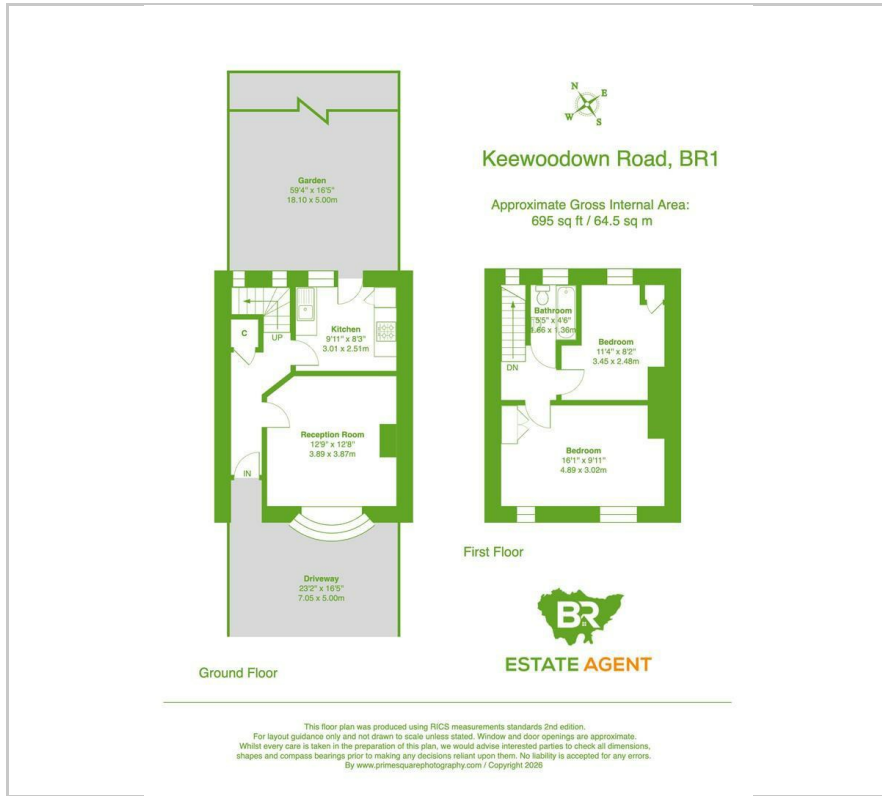 N
E
W
S
Keewoodown Road, BR1
Approximate Gross Internal Area:
695 sq ft / 64.5 sq m
Garden
59'4" x 16'5"
18.10 x 5.00m
C
UP
Kitchen
9'11" x 8'3"
3.01 x 2.51m
Reception Room
12'9" x 12'8"
3.89 x 3.87m
IN
Driveway
23'2" x 16'5"
7.05 x 5.00m
Ground Floor
Bathroom
5'5" x 4'6"
1.66 x 1.36m
DN
Bedroom
11'4" x 8'2"
3.45 x 2.48m
Bedroom
16'1" x 9'11"
4.89 x 3.02m
First Floor
BR
ESTATE AGENT
This floor plan was produced using RICS measurements standards 2nd edition.
For layout guidance only and not drawn to scale unless stated. Window and door openings are approximate.
Whilst every care is taken in the preparation of this plan, we would advise interested parties to check all dimensions,
shapes and compass bearings prior to making any decisions reliant upon them. No liability is accepted for any errors.
By www.primesquarephotography.com / Copyright 2026